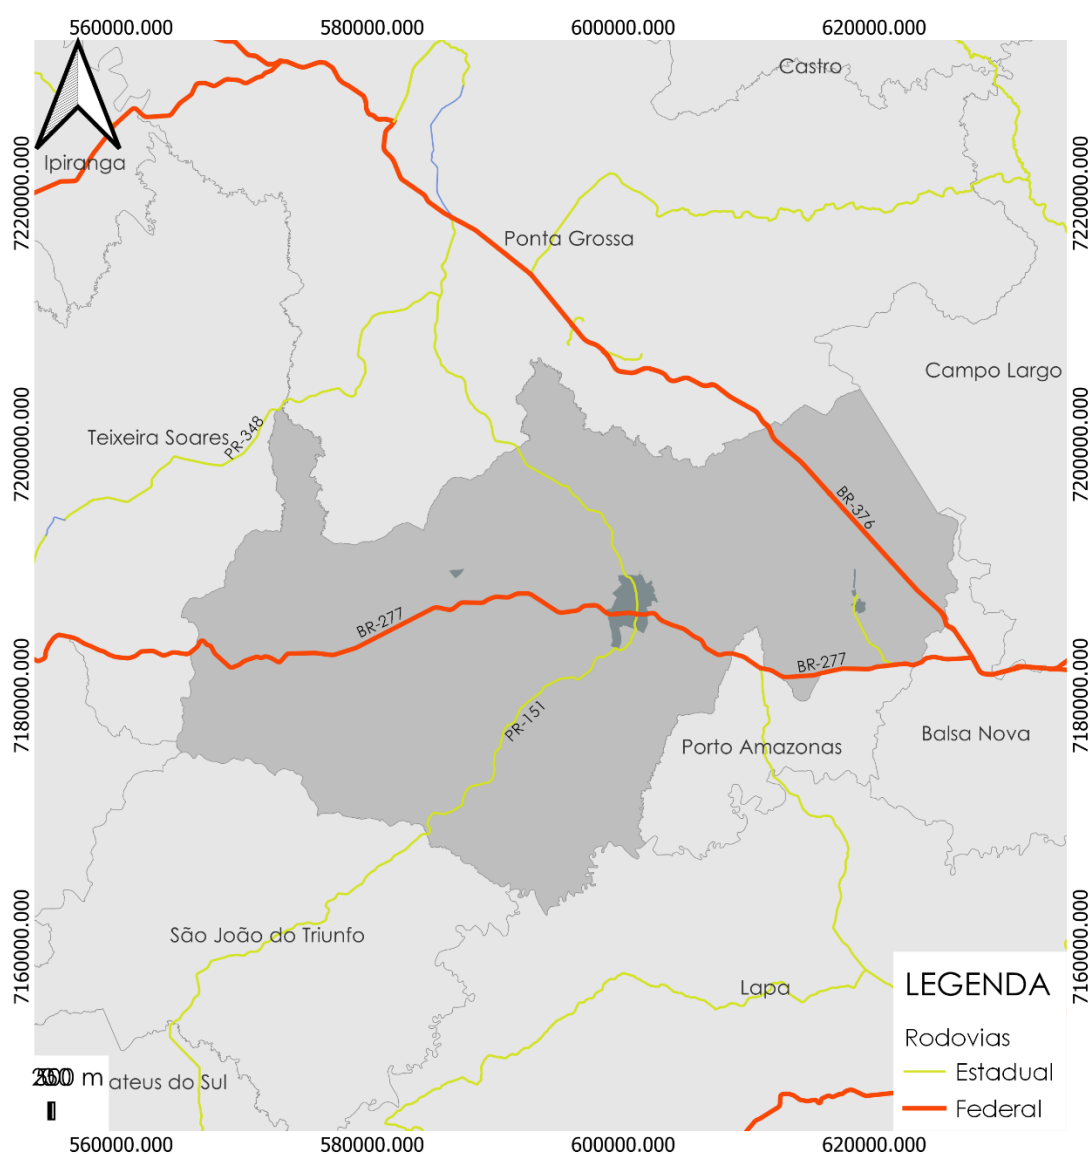 560000.000 580000.000 600000.000 620000.000
Castro
Ipiranga
7220000.000
7220000.000
Ponta Grossa
Campo Largo
7200000.000
7200000.000
Teixeira Soares
PR-348
BR-376
BR-277
BR-277
7180000.000
7180000.000
PR-151
Porto Amazonas
Balsa Nova
São João do Triunfo
7160000.000
7160000.000
Lapa
LEGENDA
Rodovias
Estadual
Federal
m
ateus do Sul
560000.000 580000.000 600000.000 620000.000